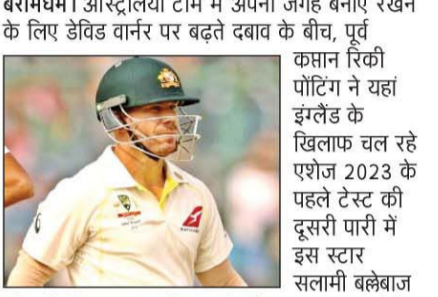 बरमिंघम। ऑस्ट्रेलिया टीम में अपनी जगह बनाए रखने
के लिए डेविड वार्नर पर बढ़ते दबाव के बीच, पूर्व
कप्तान रिकी
पोंटिंग ने यहां
इंग्लैंड के
खिलाफ चल रहे
एशेज 2023 के
पहले टेस्ट की
दूसरी पारी में
इस स्टार
सलामी बल्लेबाज